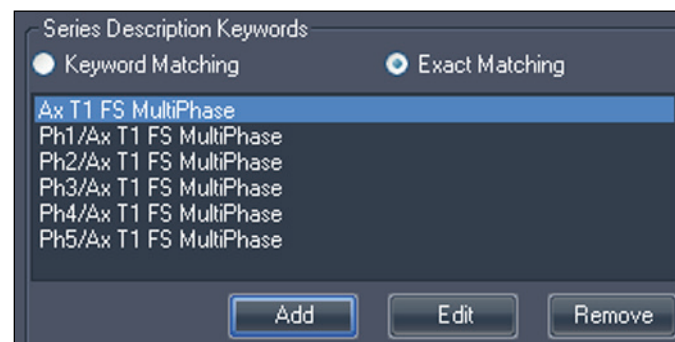 Series Description Keywords
Keyword Matching Exact Matching
Ax T1 FS MultiPhase
Ph1/Ax T1 FS MultiPhase
Ph2/Ax T1 FS MultiPhase
Ph3/Ax T1 FS MultiPhase
Ph4/Ax T1 FS MultiPhase
Ph5/Ax T1 FS MultiPhase
Add Edit Remove